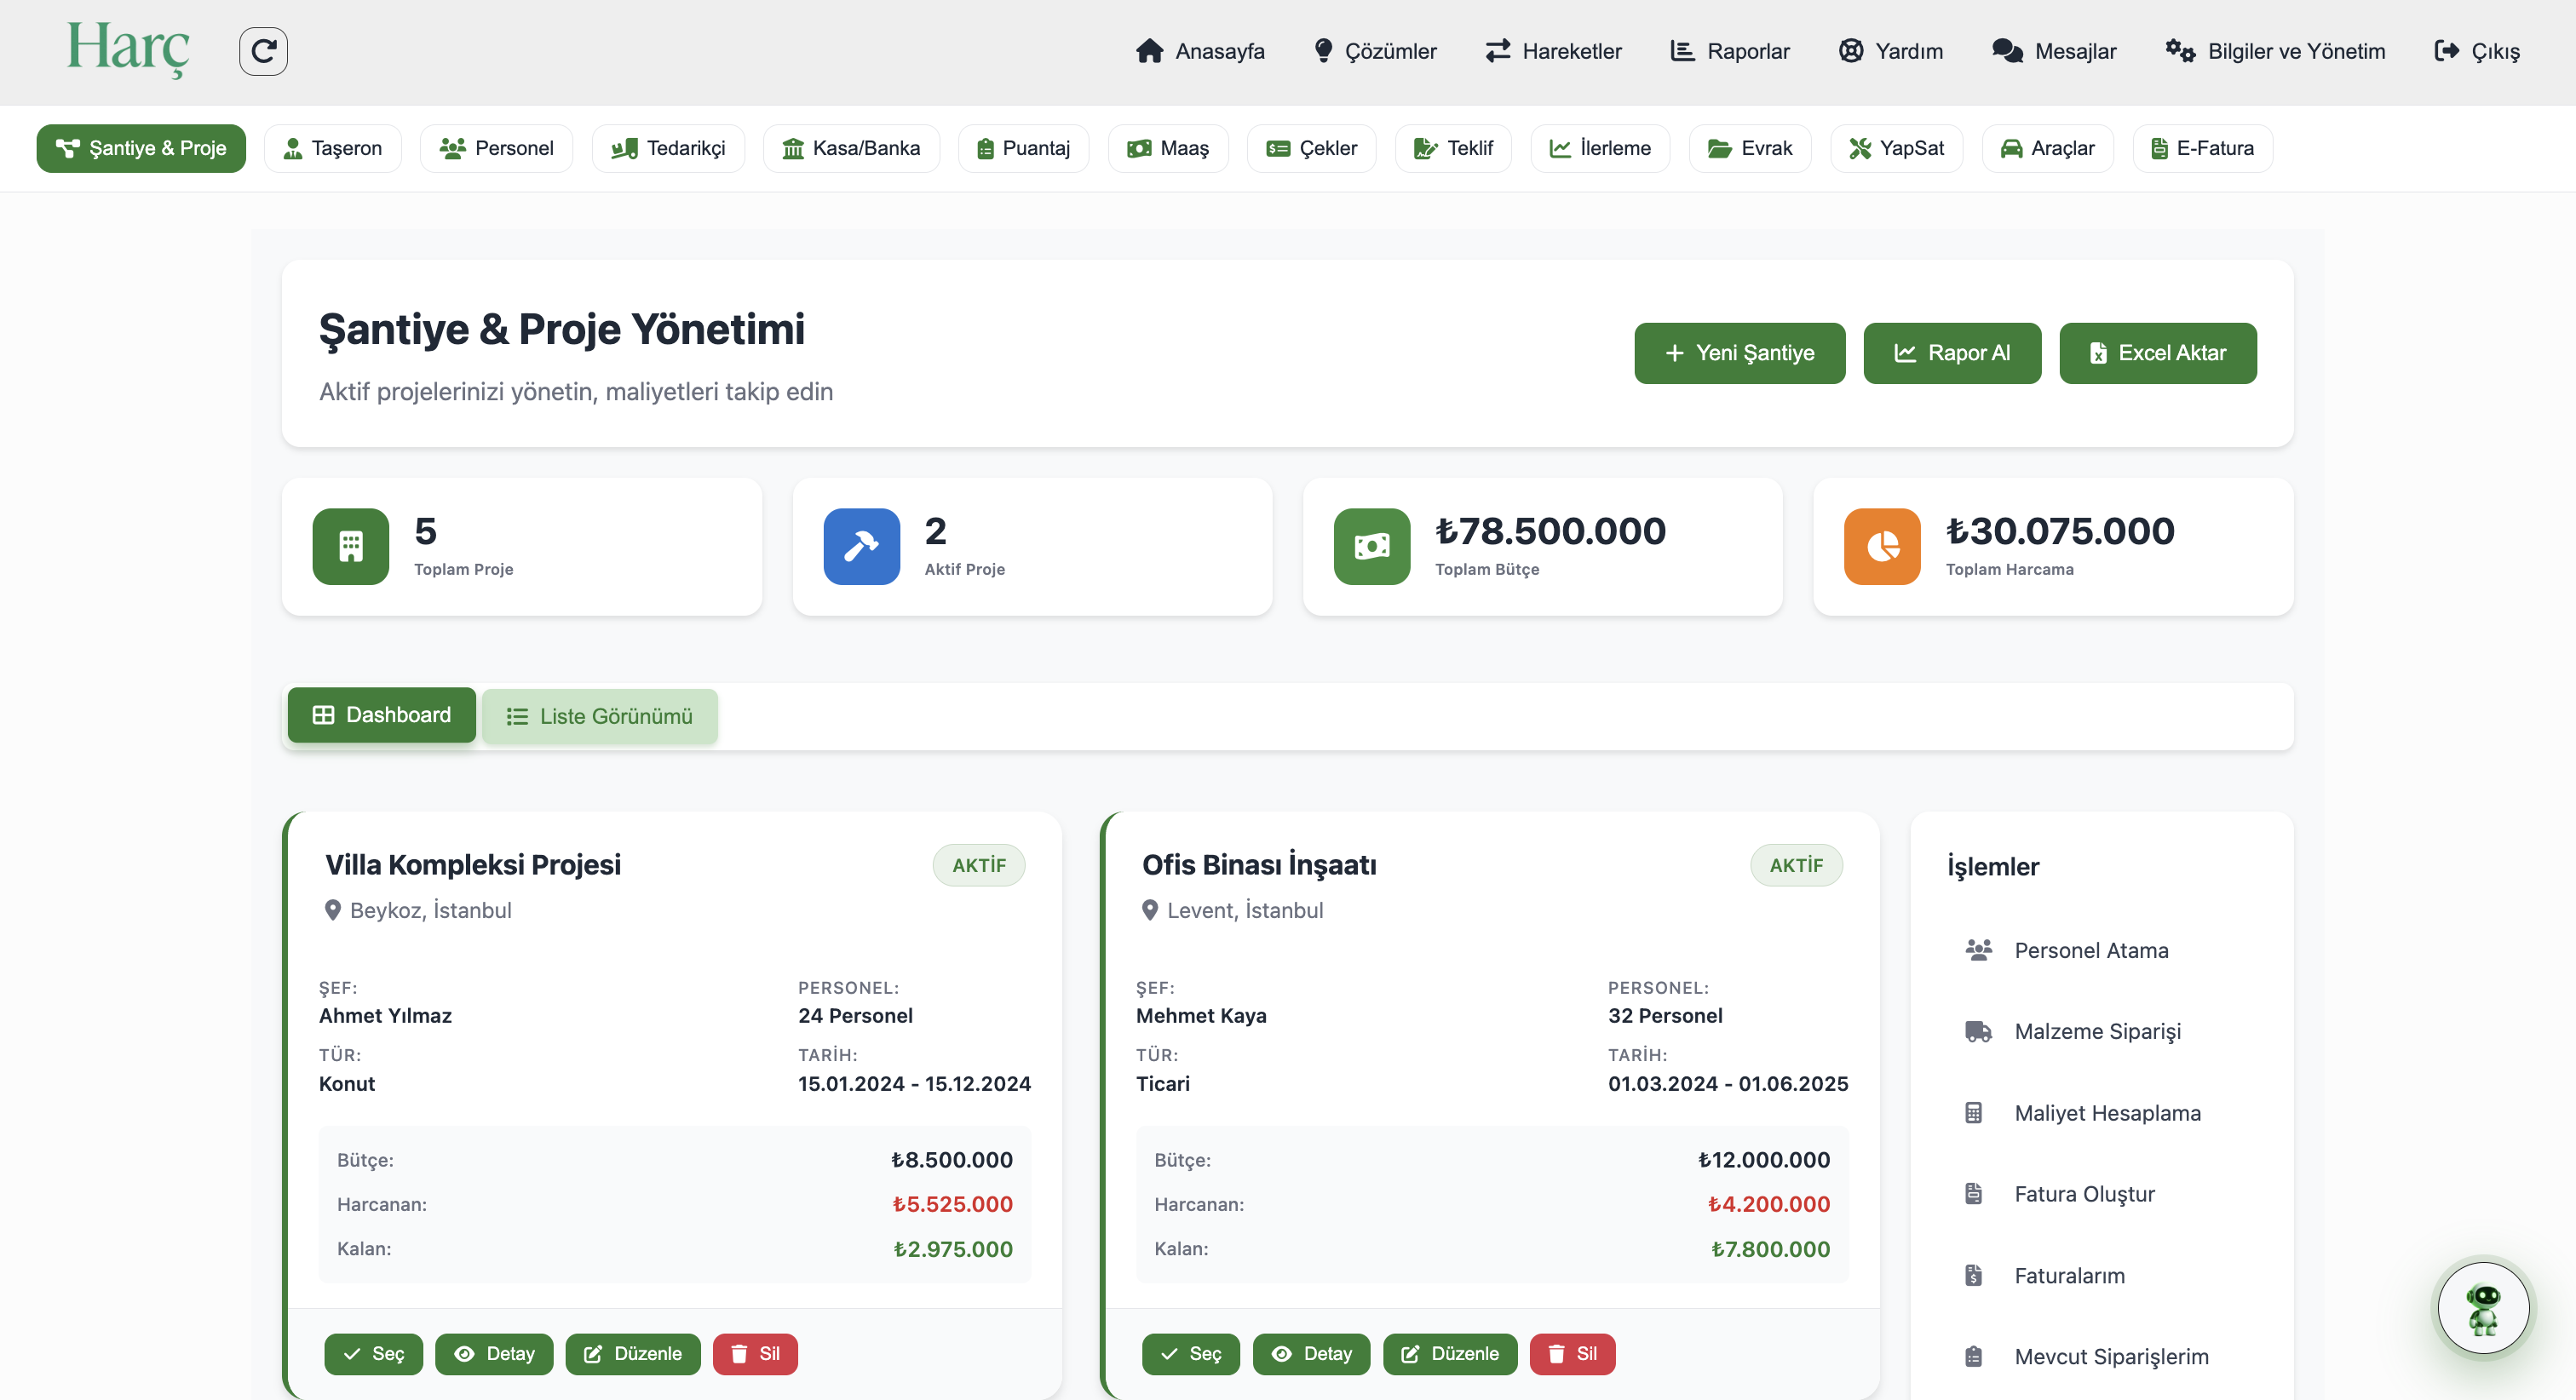 Harç
Anasayfa
Çözümler
Hareketler
Raporlar
Yardım
Mesajlar
Bilgiler ve Yönetim
Çıkış
Şantiye & Proje
Taşeron
Personel
Tedarikçi
Kasa/Banka
Puantaj
Maaş
Çekler
Teklif
İlerleme
Evrak
YapSat
Araçlar
E-Fatura
Şantiye & Proje Yönetimi
Aktif projelerinizi yönetin, maliyetleri takip edin
Yeni Şantiye
Rapor Al
Excel Aktar
5
Toplam Proje
2
Aktif Proje
₺78.500.000
Toplam Bütçe
₺30.075.000
Toplam Harcama
Dashboard
Liste Görünümü
Villa Kompleksi Projesi
AKTİF
Beykoz, İstanbul
ŞEF:
Ahmet Yılmaz
PERSONEL:
24 Personel
TÜR:
Konut
TARİH:
15.01.2024 - 15.12.2024
Bütçe: ₺8.500.000
Harcanan: ₺5.525.000
Kalan: ₺2.975.000
Seç
Detay
Düzenle
Sil
Ofis Binası İnşaatı
AKTİF
Levent, İstanbul
ŞEF:
Mehmet Kaya
PERSONEL:
32 Personel
TÜR:
Ticari
TARİH:
01.03.2024 - 01.06.2025
Bütçe: ₺12.000.000
Harcanan: ₺4.200.000
Kalan: ₺7.800.000
Seç
Detay
Düzenle
Sil
İşlemler
Personel Atama
Malzeme Siparişi
Maliyet Hesaplama
Fatura Oluştur
Faturalarım
Mevcut Siparişlerim